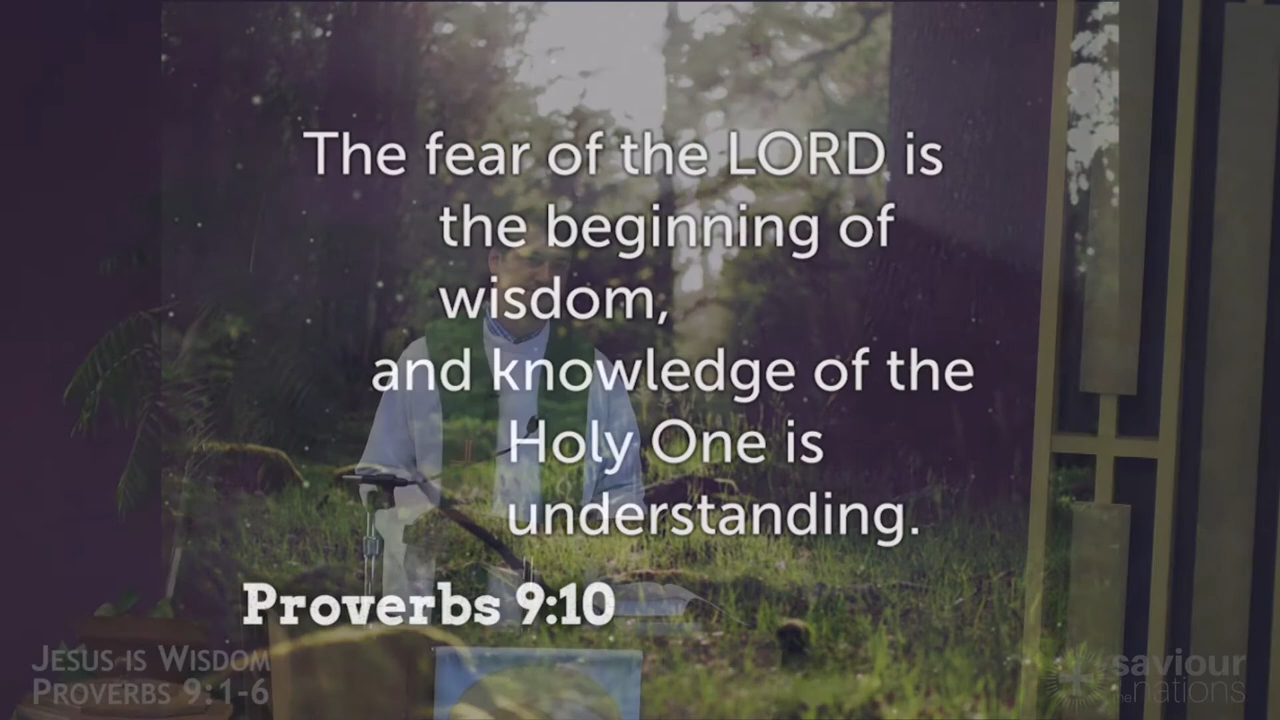 The fear of the LORD is
the beginning of
wisdom,
and knowledge of the
Holy One is
understanding.
Proverbs 9:10
JESUS IS WISDOM
PROVERBS 9:1-6
saviour
the nations